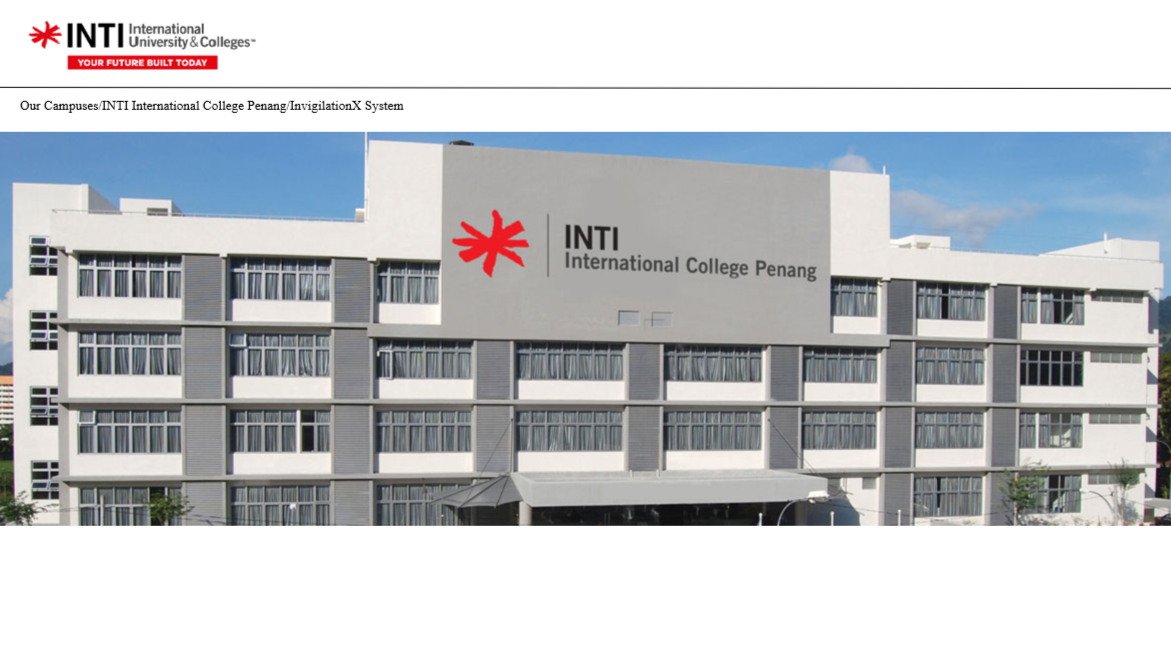 INTI International
University & Colleges™
YOUR FUTURE BUILT TODAY
Our Campuses/INTI International College Penang/InvigilationX System
INTI
International College Penang